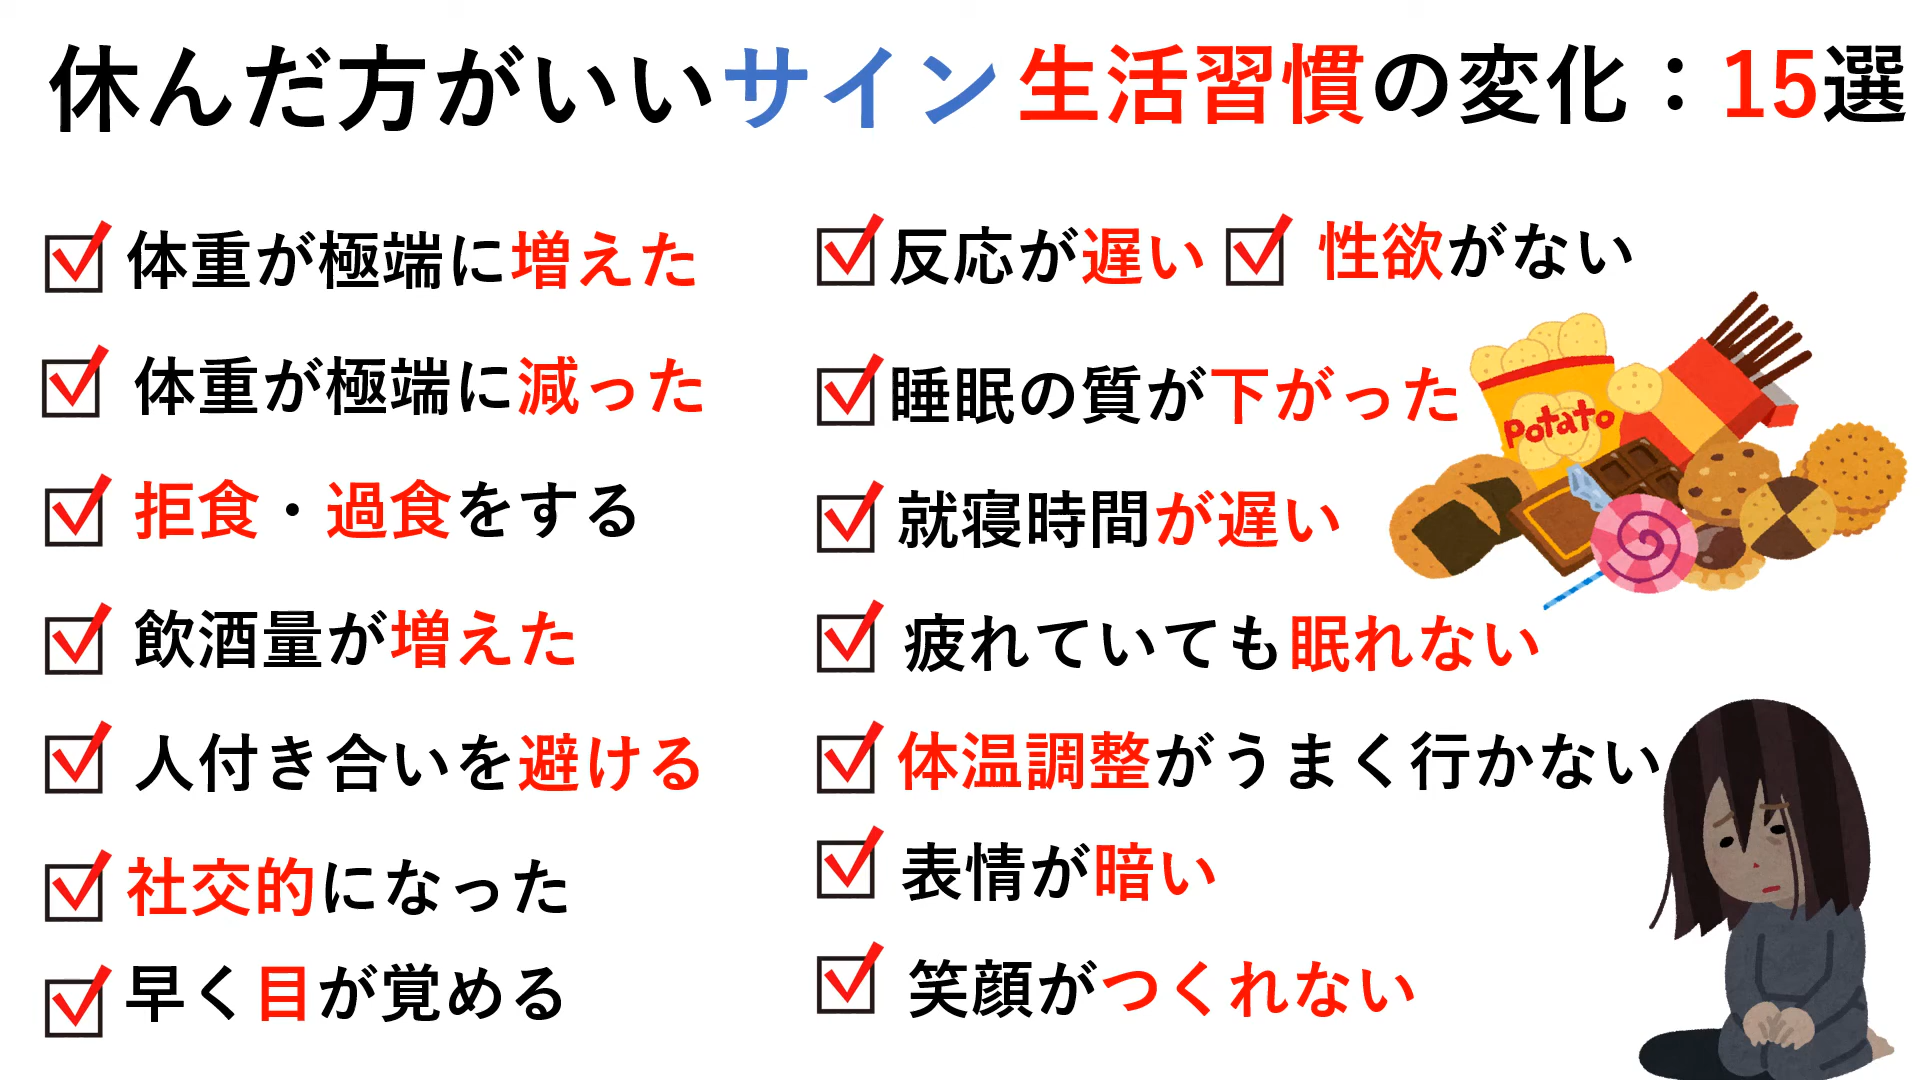 休んだ方がいいサイン 生活習慣の変化：15選
体重が極端に増えた
体重が極端に減った
拒食・過食をする
飲酒量が増えた
人付き合いを避ける
社交的になった
早く目が覚める
反応が遅い 性欲がない
睡眠の質が下がった
就寝時間が遅い
疲れていても眠れない
体温調整がうまく行かない
表情が暗い
笑顔がつくれない
potato